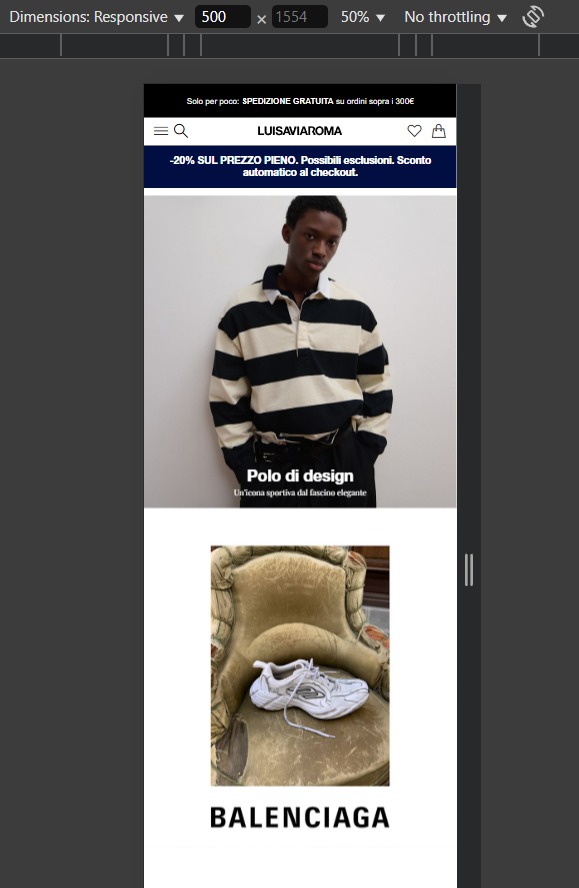 Dimensions: Responsive 500 × 1554 50% No throttling
Solo per poco: SPEDIZIONE GRATUITA su ordini sopra i 300€
LUISAVIAROMA
-20% SUL PREZZO PIENO. Possibili esclusioni. Sconto
automatico al checkout.
Polo di design
Un'icona sportiva dal fascino elegante
BALENCIAGA